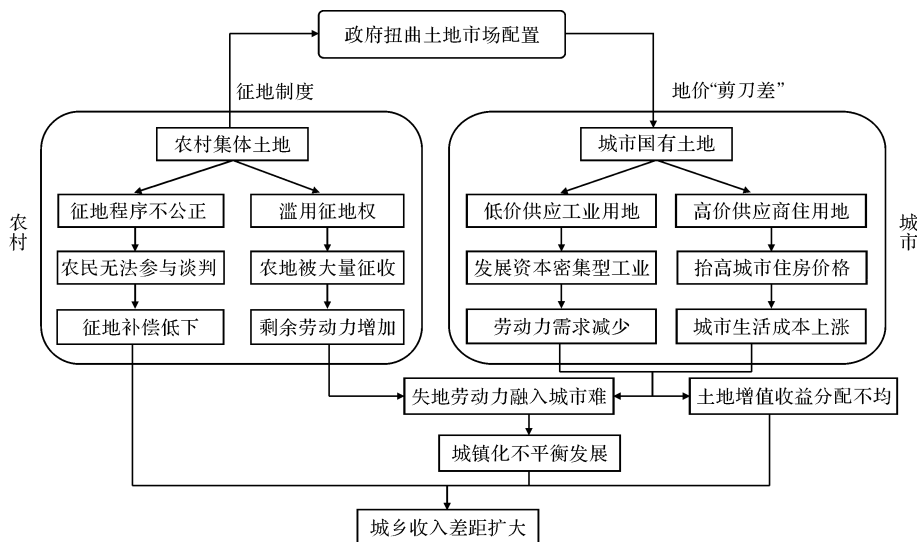 政府扭曲土地市场配置
征地制度
地价“剪刀差”
农村集体土地
城市国有土地
征地程序不公正
滥用征地权
低价供应工业用地
高价供应商住用地
农村
城市
农民无法参与谈判
农地被大量征收
发展资本密集型工业
抬高城市住房价格
征地补偿低下
剩余劳动力增加
劳动力需求减少
城市生活成本上涨
失地劳动力融入城市难
土地增值收益分配不均
城镇化不平衡发展
城乡收入差距扩大